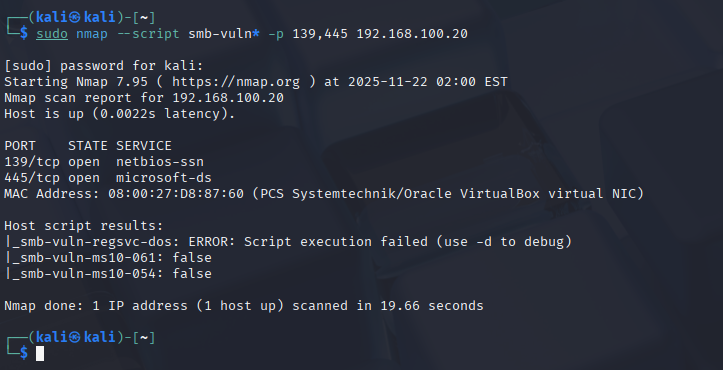 ┌──(kali㉿kali)-[~]
└─$ sudo nmap --script smb-vuln* -p 139,445 192.168.100.20
[sudo] password for kali:
Starting Nmap 7.95 ( https://nmap.org ) at 2025-11-22 02:00 EST
Nmap scan report for 192.168.100.20
Host is up (0.0022s latency).
PORT    STATE SERVICE
139/tcp open  netbios-ssn
445/tcp open  microsoft-ds
MAC Address: 08:00:27:D8:87:60 (PCS Systemtechnik/Oracle VirtualBox virtual NIC)
Host script results:
|_smb-vuln-regsvc-dos: ERROR: Script execution failed (use -d to debug)
|_smb-vuln-ms10-061: false
|_smb-vuln-ms10-054: false
Nmap done: 1 IP address (1 host up) scanned in 19.66 seconds
┌──(kali㉿kali)-[~]
└─$